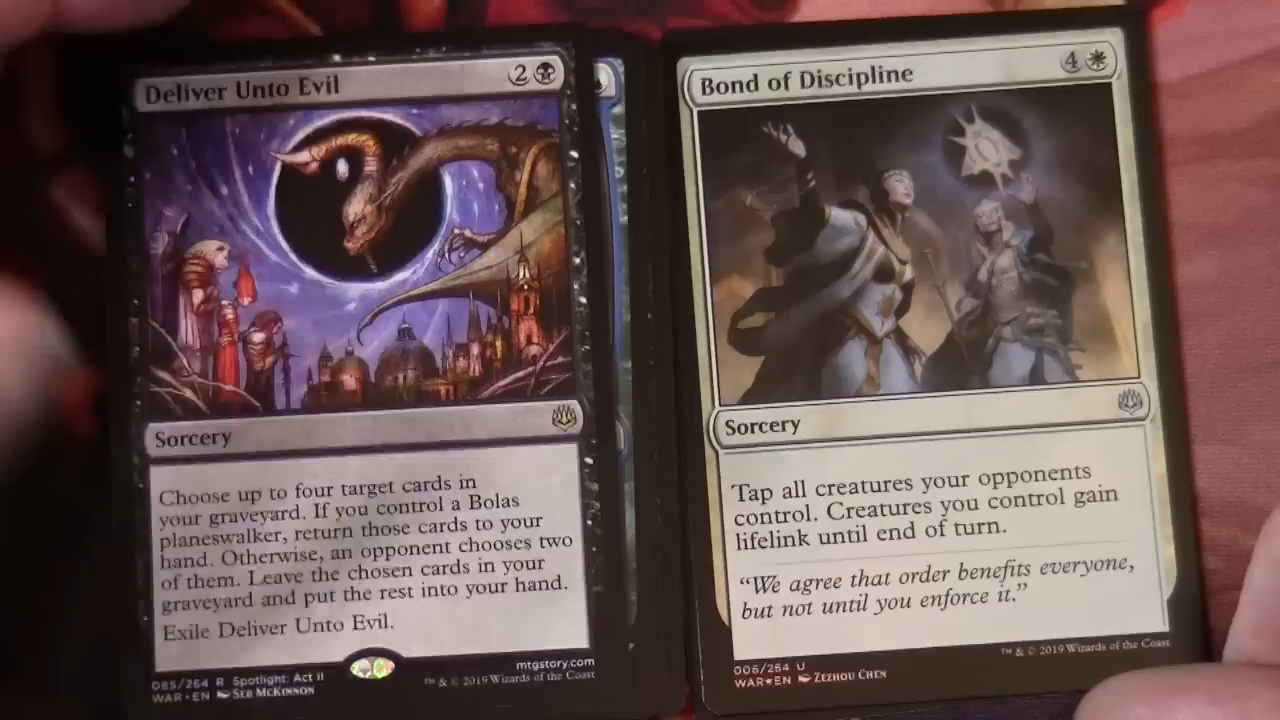 Deliver Unto Evil
2
Sorcery
Choose up to four target cards in
your graveyard. If you control a Bolas
planeswalker, return those cards to your
hand. Otherwise, an opponent chooses two
of them. Leave the chosen cards in your
graveyard and put the rest into your hand.
Exile Deliver Unto Evil.
085/264 R Spotlight: Act II
WAR • EN SEB MCKINNON
mtgstory.com
™ & © 2019 Wizards of the Coast
Bond of Discipline
4
Sorcery
Tap all creatures your opponents
control. Creatures you control gain
lifelink until end of turn.
“We agree that order benefits everyone,
but not until you enforce it.”
006/264 U
WAR★EN ZEZHOU CHEN
™ & © 2019 Wizards of the Coast